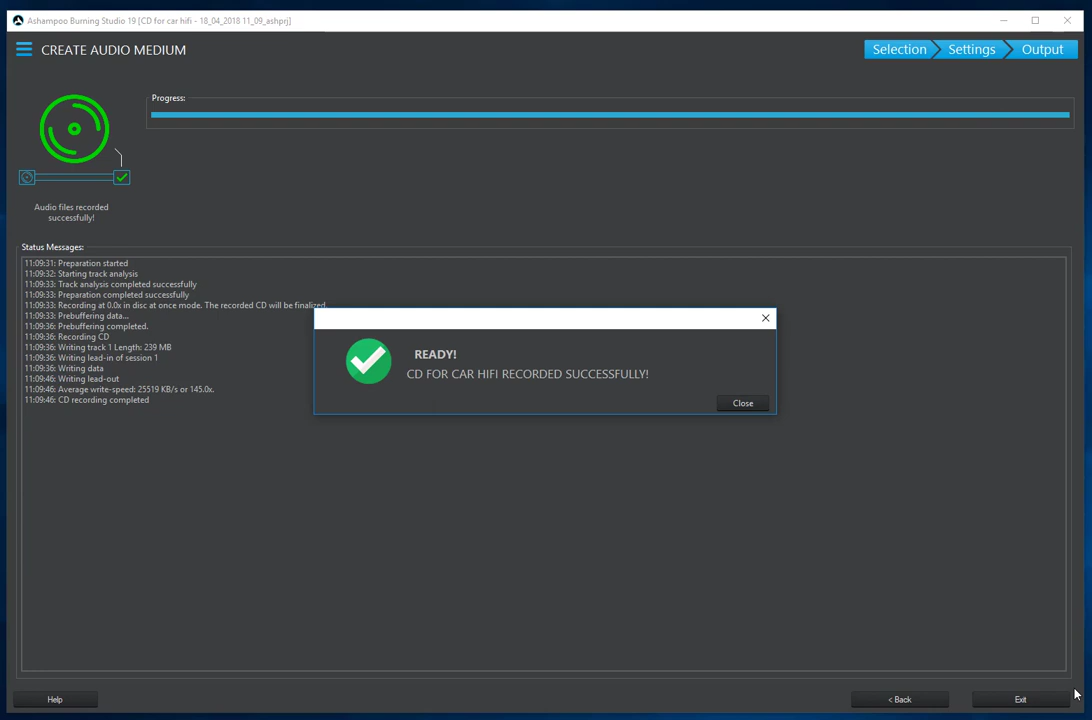 Ashampoo Burning Studio 19 [CD for car hifi - 18_04_2018 11_09_ashprj]
CREATE AUDIO MEDIUM
Selection
Settings
Output
Progress:
Audio files recorded
successfully!
Status Messages:
11:09:31: Preparation started
11:09:32: Starting track analysis
11:09:33: Track analysis completed successfully
11:09:33: Preparation completed successfully
11:09:33: Recording at 0.0x in disc at once mode. The recorded CD will be finalized.
11:09:33: Prebuffering data...
11:09:36: Prebuffering completed.
11:09:36: Recording CD
11:09:36: Writing track 1 Length: 239 MB
11:09:36: Writing lead-in of session 1
11:09:36: Writing data
11:09:46: Writing lead-out
11:09:46: Average write-speed: 25519 KB/s or 145.0x.
11:09:46: CD recording completed
READY!
CD FOR CAR HIFI RECORDED SUCCESSFULLY!
Close
Help
< Back
Exit